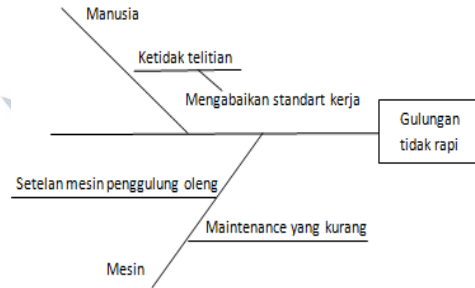 Manusia
Ketidak telitian
Mengabaikan standart kerja
Gulungan
tidak rapi
Setelan mesin penggulung oleng
Maintenance yang kurang
Mesin